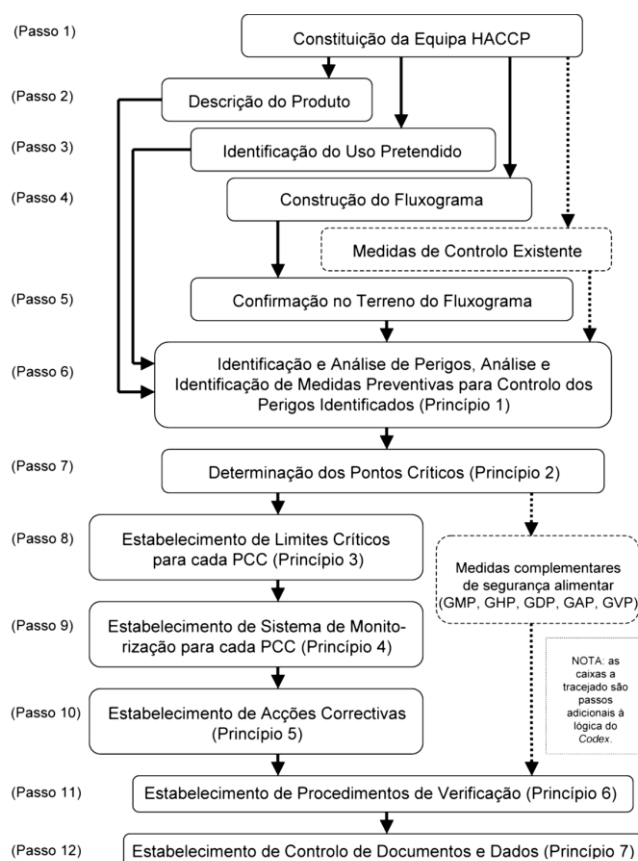 (Passo 1)
Constituição da Equipa HACCP
(Passo 2)
Descrição do Produto
(Passo 3)
Identificação do Uso Pretendido
(Passo 4)
Construção do Fluxograma
Medidas de Controlo Existente
(Passo 5)
Confirmação no Terreno do Fluxograma
(Passo 6)
Identificação e Análise de Perigos, Análise e
Identificação de Medidas Preventivas para Controlo dos
Perigos Identificados (Princípio 1)
(Passo 7)
Determinação dos Pontos Críticos (Princípio 2)
(Passo 8)
Estabelecimento de Limites Críticos
para cada PCC (Princípio 3)
Medidas complementares
de segurança alimentar
(GMP, GHP, GDP, GAP, GVP)
(Passo 9)
Estabelecimento de Sistema de Monito-
rização para cada PCC (Princípio 4)
NOTA: as
caixas a
tracejado são
passos
adicionais à
lógica do
Codex.
(Passo 10)
Estabelecimento de Acções Correctivas
(Princípio 5)
(Passo 11)
Estabelecimento de Procedimentos de Verificação (Princípio 6)
(Passo 12)
Estabelecimento de Controlo de Documentos e Dados (Princípio 7)